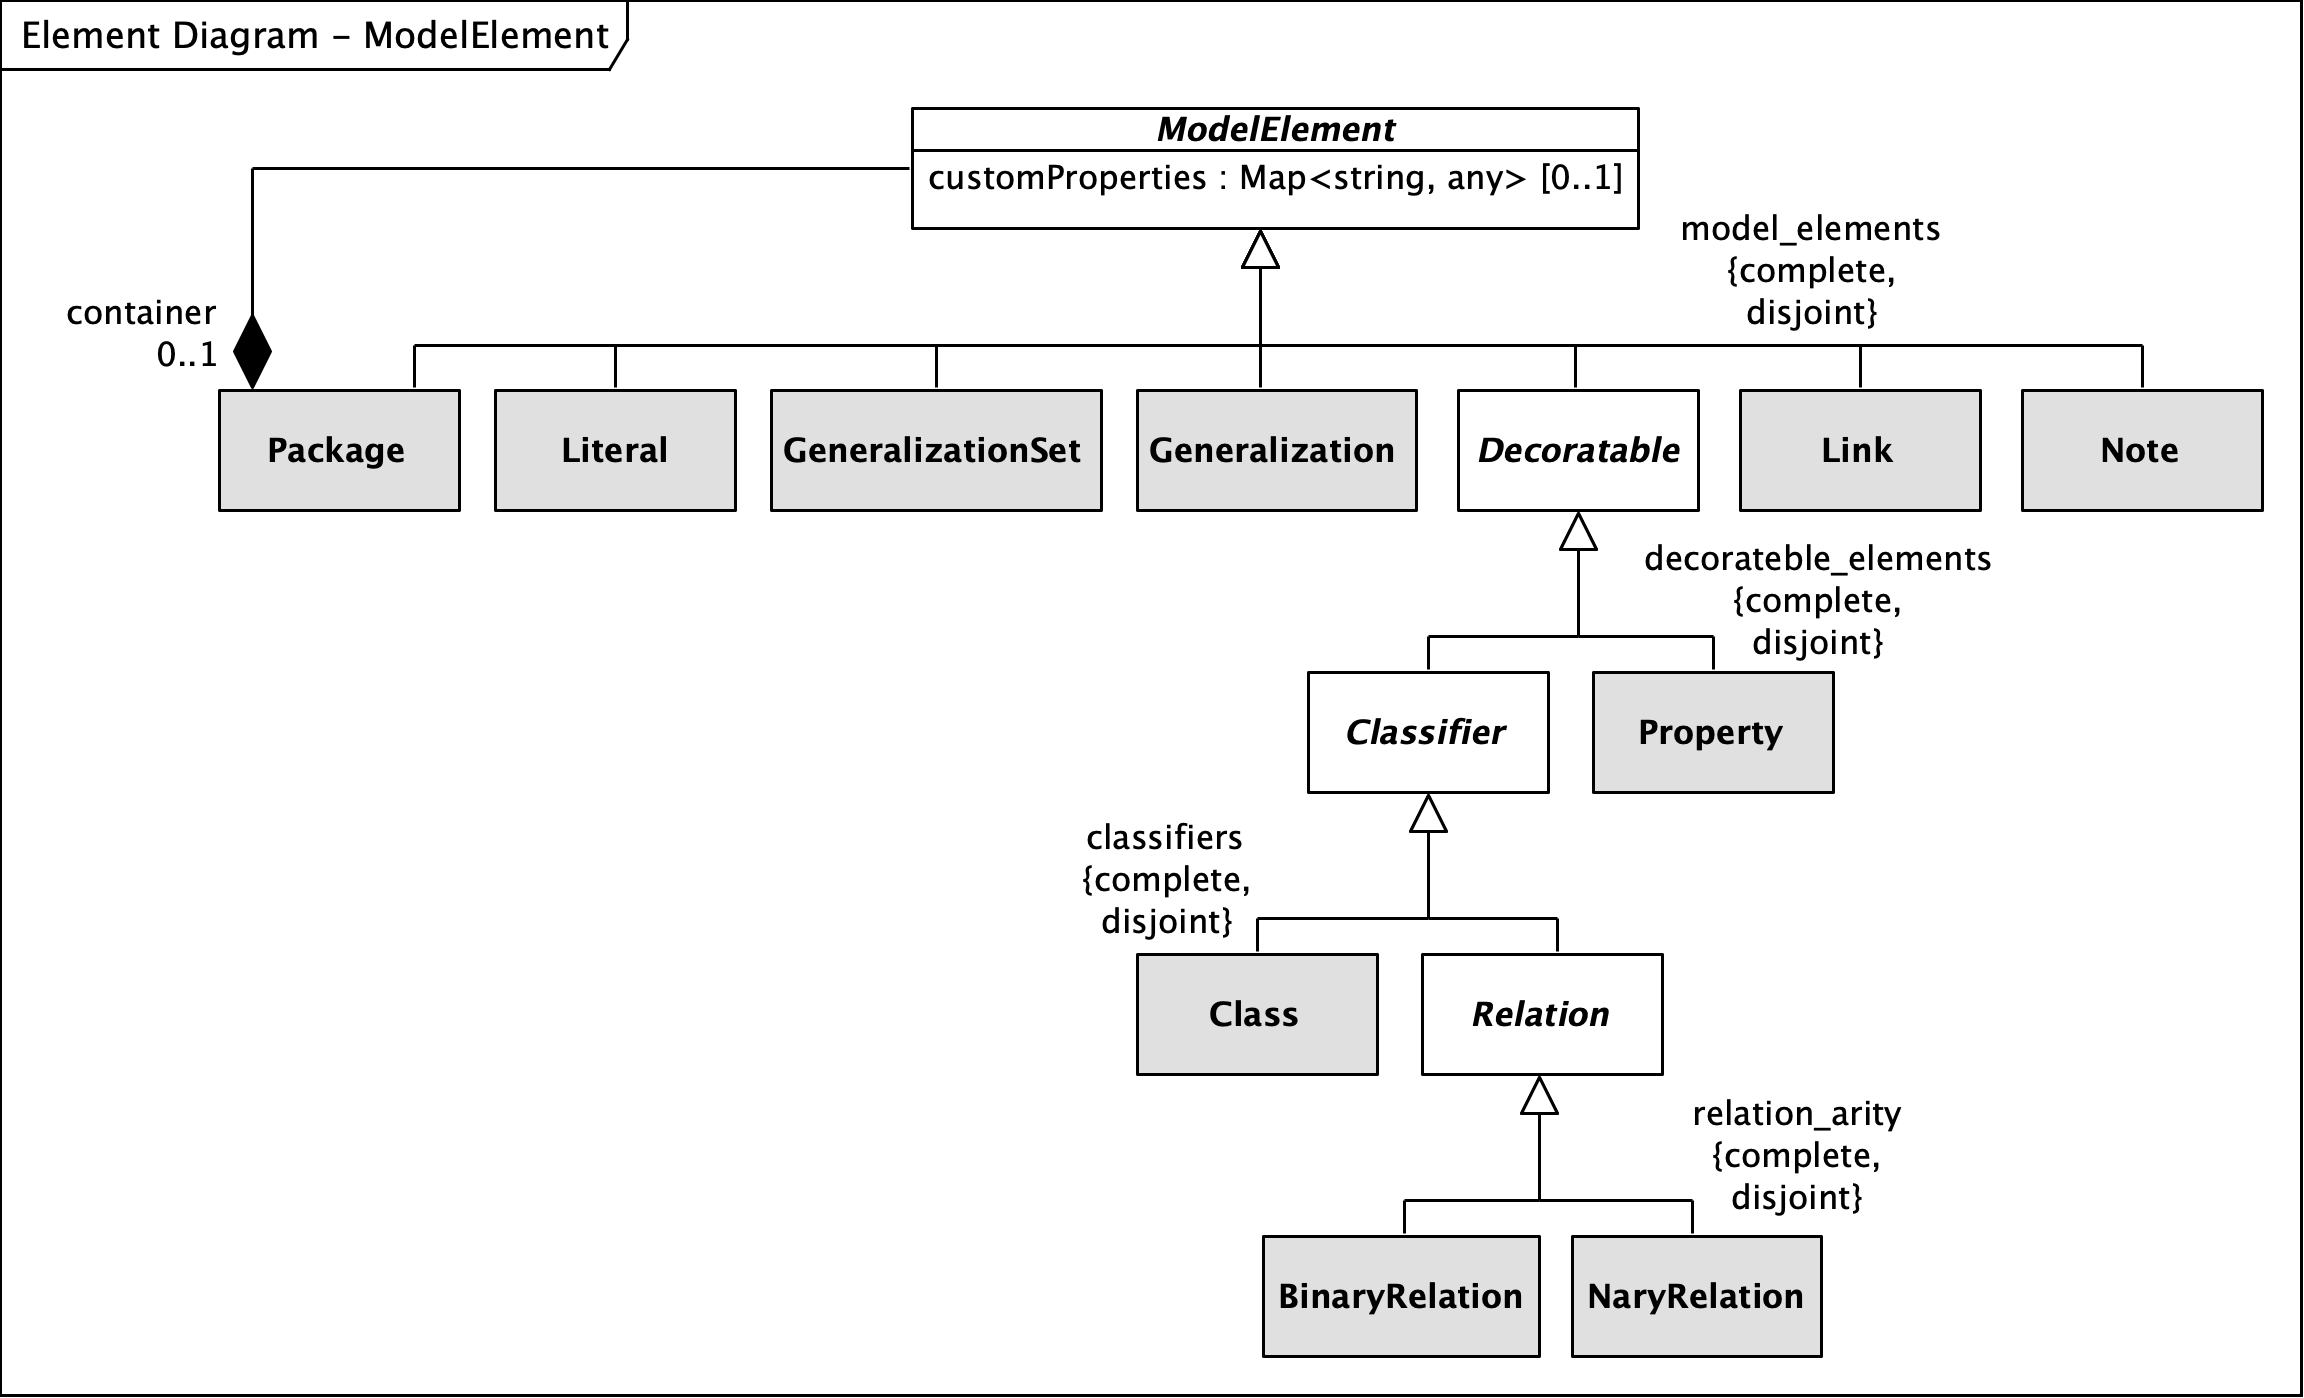 Element Diagram – ModelElement
ModelElement
customProperties : Map<string, any> [0..1]
model_elements
{complete,
disjoint}
container
0..1
Package
Literal
GeneralizationSet
Generalization
Decoratable
Link
Note
decorateble_elements
{complete,
disjoint}
Classifier
Property
classifiers
{complete,
disjoint}
Class
Relation
relation_arity
{complete,
disjoint}
BinaryRelation
NaryRelation